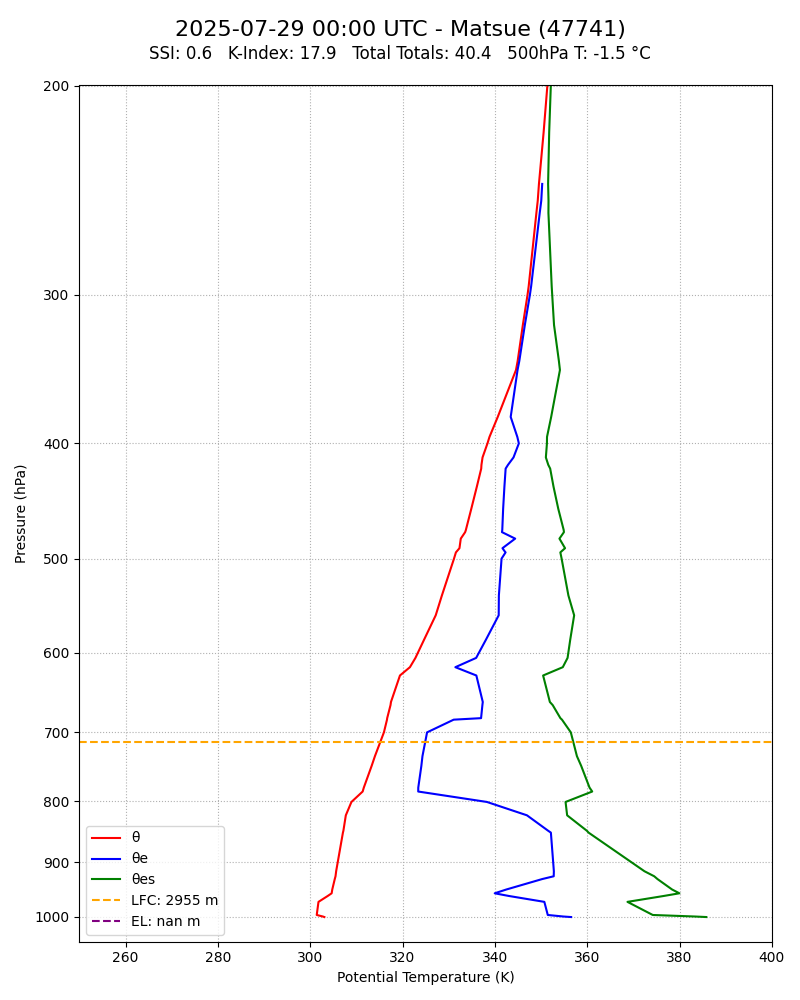 2025-07-29 00:00 UTC - Matsue (47741)
SSI: 0.6   K-Index: 17.9   Total Totals: 40.4   500hPa T: -1.5 °C
200
300
400
500
600
700
800
900
1000
Pressure (hPa)
θ
θe
θes
LFC: 2955 m
EL: nan m
260
280
300
320
340
360
380
400
Potential Temperature (K)